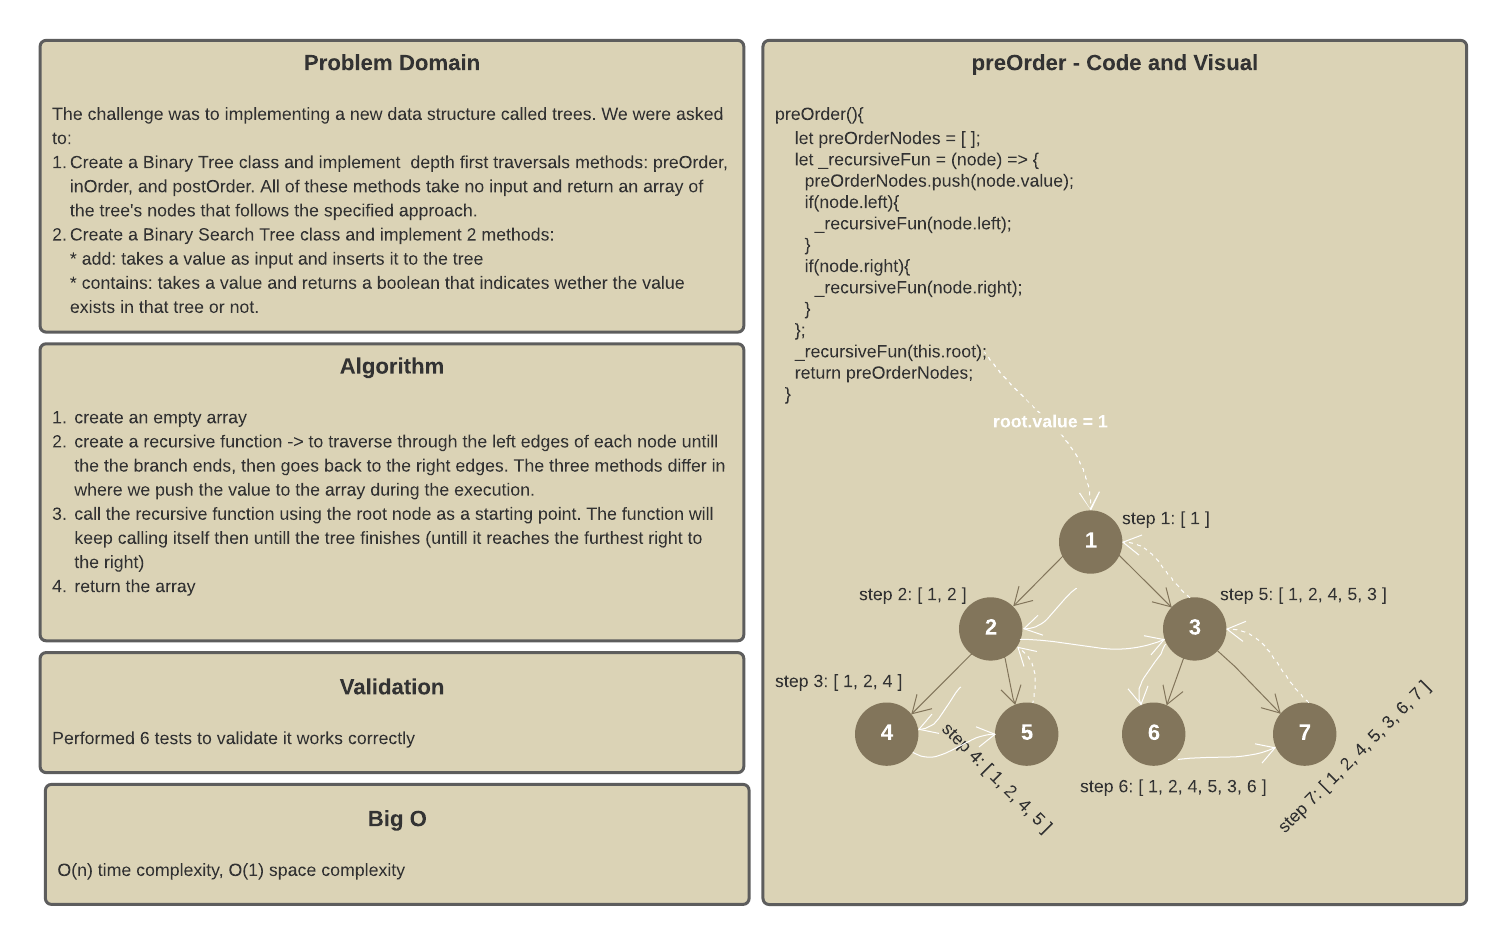 Problem Domain
The challenge was to implementing a new data structure called trees. We were asked
to:
1. Create a Binary Tree class and implement  depth first traversals methods: preOrder,
inOrder, and postOrder. All of these methods take no input and return an array of
the tree's nodes that follows the specified approach.
2. Create a Binary Search Tree class and implement 2 methods:
* add: takes a value as input and inserts it to the tree
* contains: takes a value and returns a boolean that indicates wether the value
exists in that tree or not.
Algorithm
1. create an empty array
2. create a recursive function -> to traverse through the left edges of each node untill
the the branch ends, then goes back to the right edges. The three methods differ in
where we push the value to the array during the execution.
3. call the recursive function using the root node as a starting point. The function will
keep calling itself then untill the tree finishes (untill it reaches the furthest right to
the right)
4. return the array
Validation
Performed 6 tests to validate it works correctly
Big O
O(n) time complexity, O(1) space complexity
preOrder - Code and Visual
preOrder(){
let preOrderNodes = [ ];
let _recursiveFun = (node) => {
preOrderNodes.push(node.value);
if(node.left){
_recursiveFun(node.left);
}
if(node.right){
_recursiveFun(node.right);
}
};
_recursiveFun(this.root);
return preOrderNodes;
}
root.value = 1
1
step 1: [ 1 ]
step 2: [ 1, 2 ]
2
3
step 5: [ 1, 2, 4, 5, 3 ]
step 3: [ 1, 2, 4 ]
4
step 4: [ 1, 2, 4, 5 ]
5
6
7
step 6: [ 1, 2, 4, 5, 3, 6 ]
step 7: [ 1, 2, 4, 5, 3, 6, 7 ]